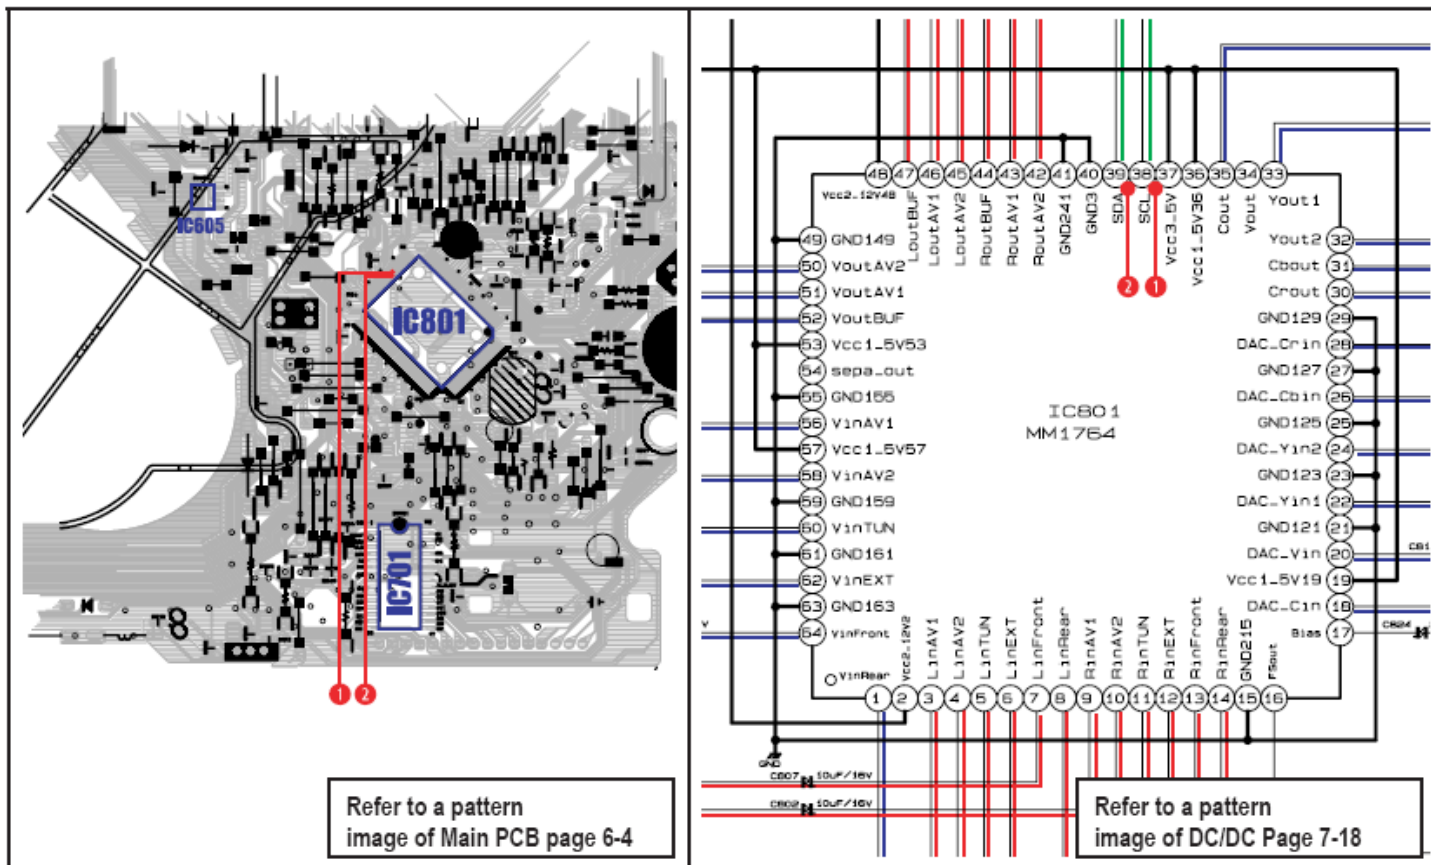 IC605
IC801
IC701
1
2
Refer to a pattern
image of Main PCB page 6-4
48
47
46
45
44
43
42
41
40
39
38
37
36
35
34
33
Vcc2_12V48
LoutBUF
LoutAV1
LoutAV2
RoutBUF
RoutAV1
RoutAV2
GND241
GND3
SDA
SCL
Vcc3_5V
Vcc1_5V36
Cout
Vout
Yout1
2
1
49 GND149
50 VoutAV2
51 VoutAV1
52 VoutBUF
53 Vcc1_5V53
54 sepa_out
55 GND155
56 VinAV1
57 Vcc1_5V57
58 VinAV2
59 GND159
60 VinTUN
61 GND161
62 VinEXT
63 GND163
64 VinFront
IC801
MM1764
Yout2 32
Cbout 31
Crout 30
GND129 29
DAC_Crin 28
GND127 27
DAC_Cbin 26
GND125 25
DAC_Yin2 24
GND123 23
DAC_Yin1 22
GND121 21
DAC_Vin 20
Vcc1_5V19 19
DAC_Cin 18
Bias 17
C824
VinRear
Vcc2_12V2
LinAV1
LinAV2
LinTUN
LinEXT
LinFront
LinRear
RinAV1
RinAV2
RinTUN
RinEXT
RinFront
RinRear
GND215
FSout
1
2
3
4
5
6
7
8
9
10
11
12
13
14
15
16
GND
C807 10uF/16V
C802 10uF/16V
Refer to a pattern
image of DC/DC Page 7-18